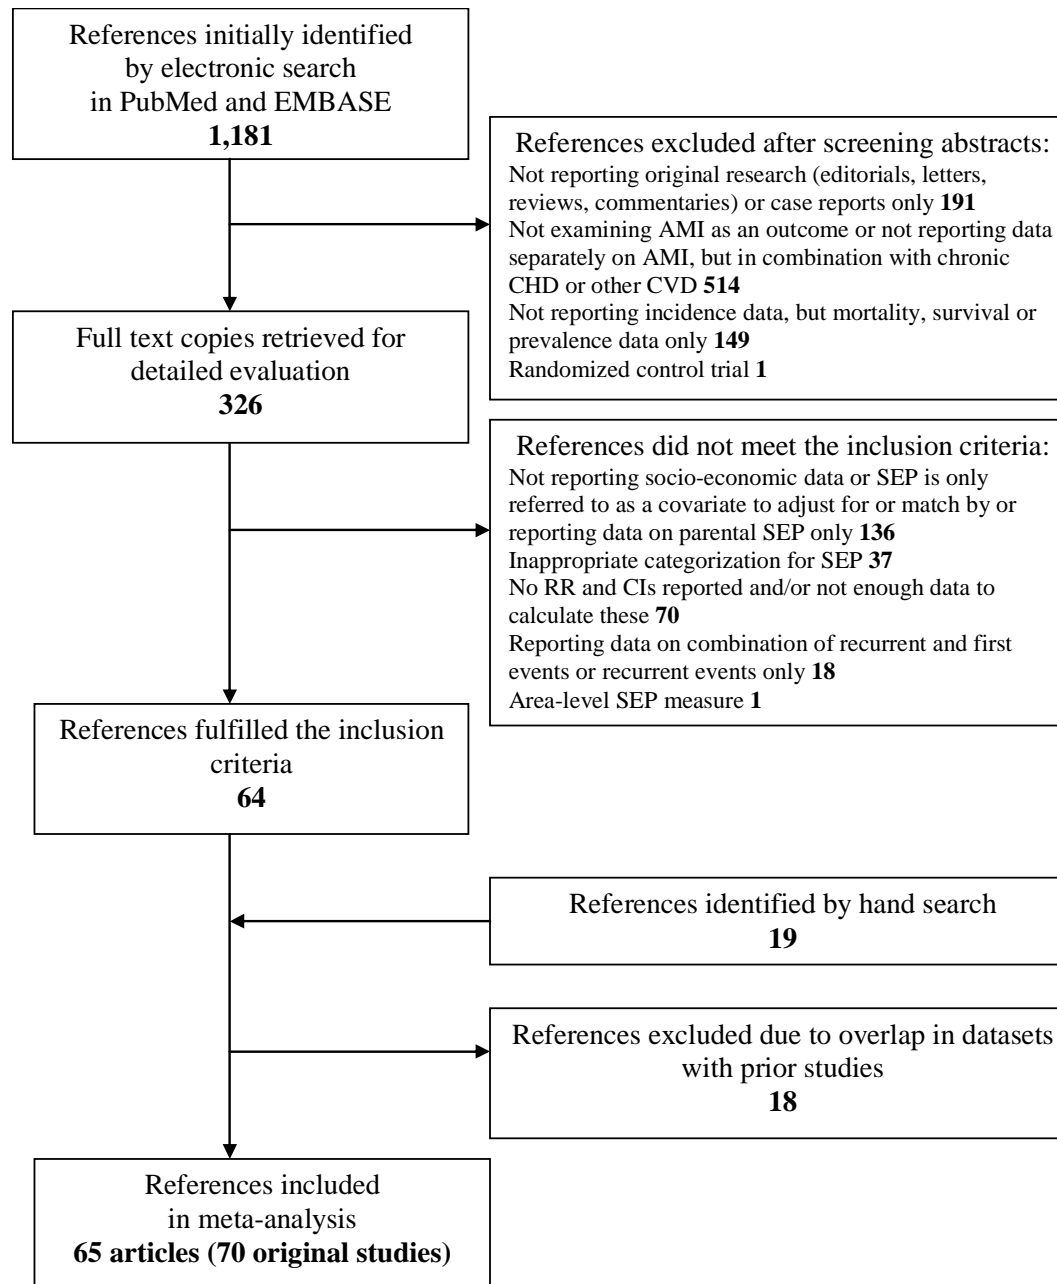 References initially identified
by electronic search
in PubMed and EMBASE
1,181
References excluded after screening abstracts:
Not reporting original research (editorials, letters,
reviews, commentaries) or case reports only 191
Not examining AMI as an outcome or not reporting data
separately on AMI, but in combination with chronic
CHD or other CVD 514
Not reporting incidence data, but mortality, survival or
prevalence data only 149
Randomized control trial 1
Full text copies retrieved for
detailed evaluation
326
References did not meet the inclusion criteria:
Not reporting socio-economic data or SEP is only
referred to as a covariate to adjust for or match by or
reporting data on parental SEP only 136
Inappropriate categorization for SEP 37
No RR and CIs reported and/or not enough data to
calculate these 70
Reporting data on combination of recurrent and first
events or recurrent events only 18
Area-level SEP measure 1
References fulfilled the inclusion
criteria
64
References identified by hand search
19
References excluded due to overlap in datasets
with prior studies
18
References included
in meta-analysis
65 articles (70 original studies)